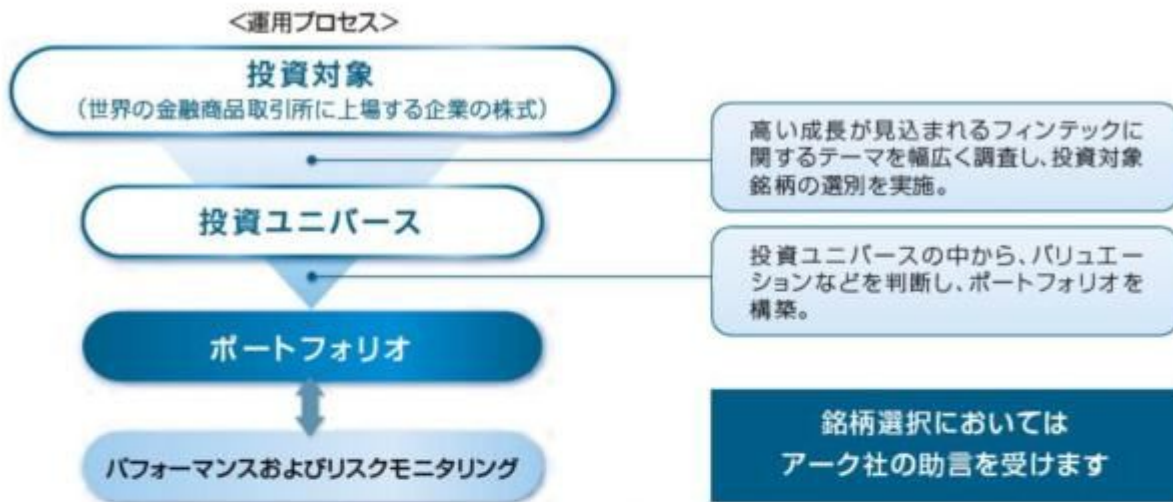 <運用プロセス>
投資対象
(世界の金融商品取引所に上場する企業の株式)
高い成長が見込まれるフィンテックに
関するテーマを幅広く調査し、投資対象
銘柄の選別を実施。
投資ユニバース
投資ユニバースの中から、バリュエー
ションなどを判断し、ポートフォリオを
構築。
ポートフォリオ
パフォーマンスおよびリスクモニタリング
銘柄選択においては
アーク社の助言を受けます